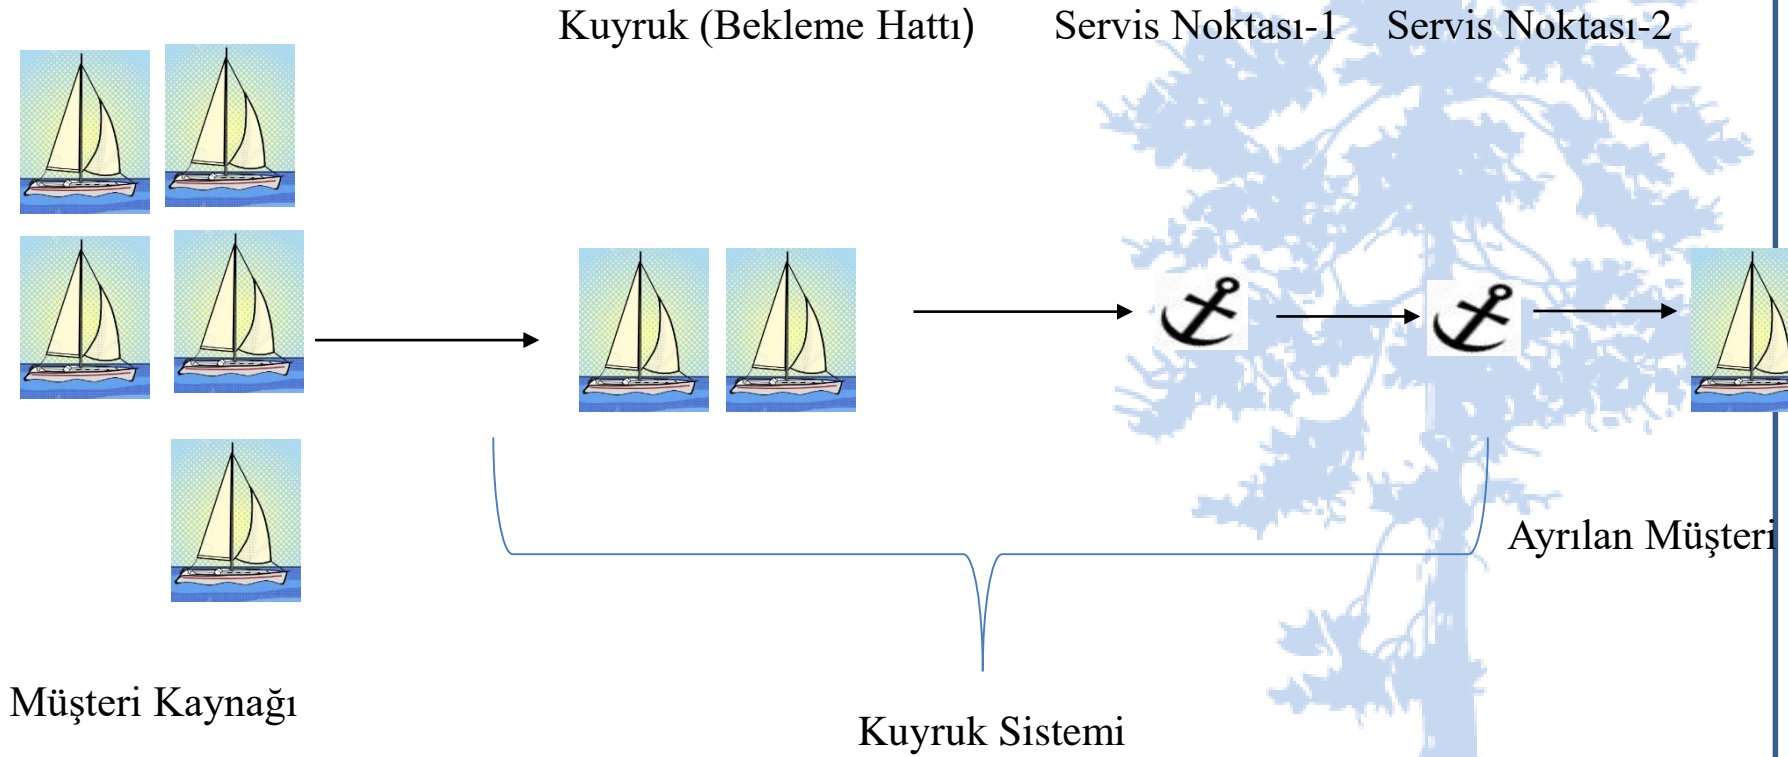 Kuyruk (Bekleme Hattı)
Servis Noktası-1
Servis Noktası-2
Ayrılan Müşteri
Müşteri Kaynağı
Kuyruk Sistemi